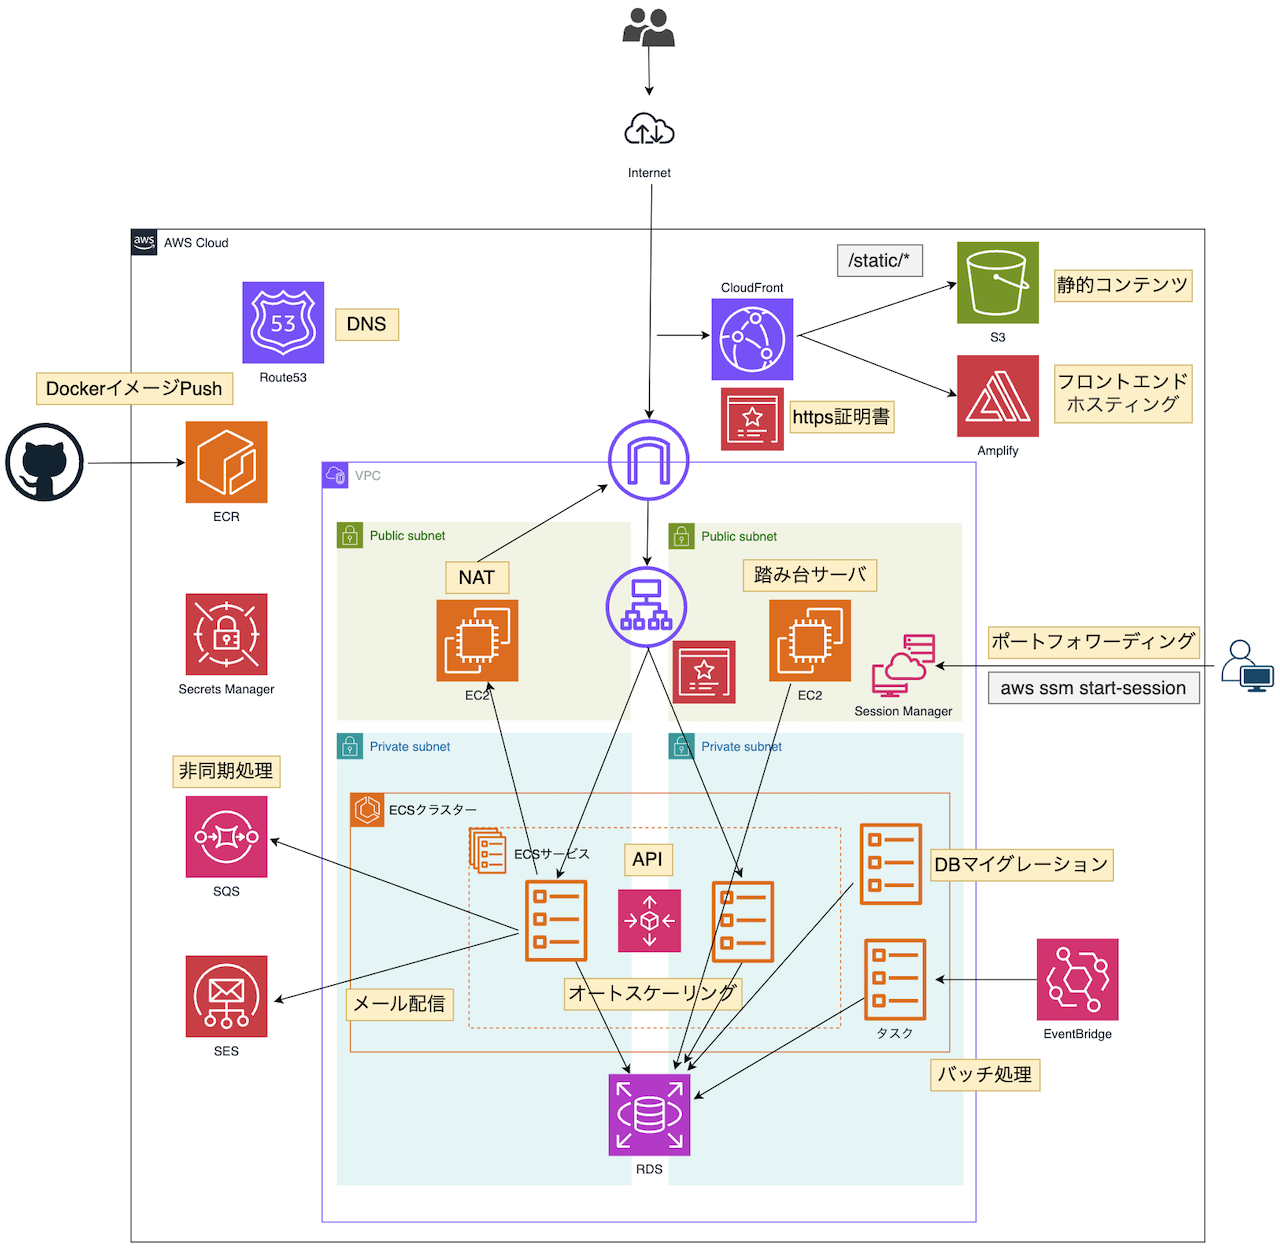 Internet
aws
AWS Cloud
/static/*
CloudFront
静的コンテンツ
53
DNS
S3
Route53
DockerイメージPush
フロントエンド
ホスティング
https証明書
Amplify
VPC
ECR
Public subnet
Public subnet
NAT
踏み台サーバ
ポートフォワーディング
aws ssm start-session
Secrets Manager
EC2
EC2
Session Manager
Private subnet
Private subnet
非同期処理
ECSクラスター
ECSサービス
API
DBマイグレーション
SQS
オートスケーリング
メール配信
タスク
EventBridge
SES
バッチ処理
RDS